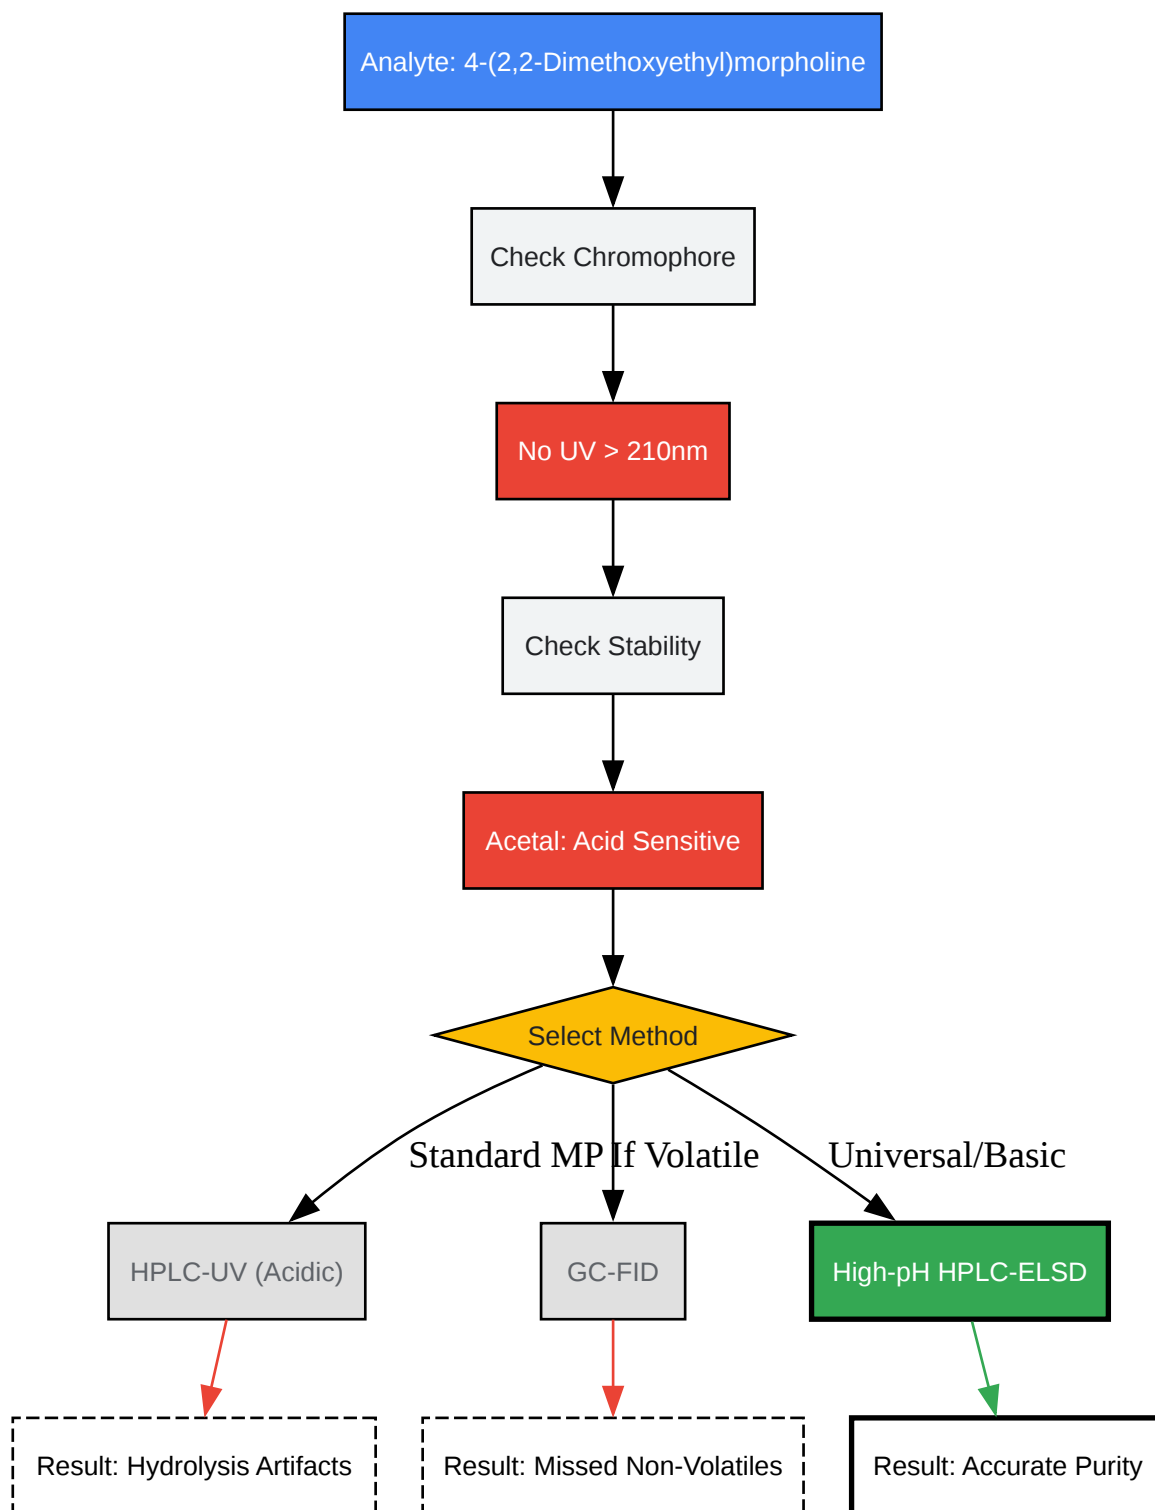 Analyte: 4-(2,2-Dimethoxyethyl)morpholine
Check Chromophore
No UV > 210nm
Check Stability
Acetal: Acid Sensitive
Select Method
Standard MP
If Volatile
Universal/Basic
HPLC-UV (Acidic)
GC-FID
High-pH HPLC-ELSD
Result: Hydrolysis Artifacts
Result: Missed Non-Volatiles
Result: Accurate Purity